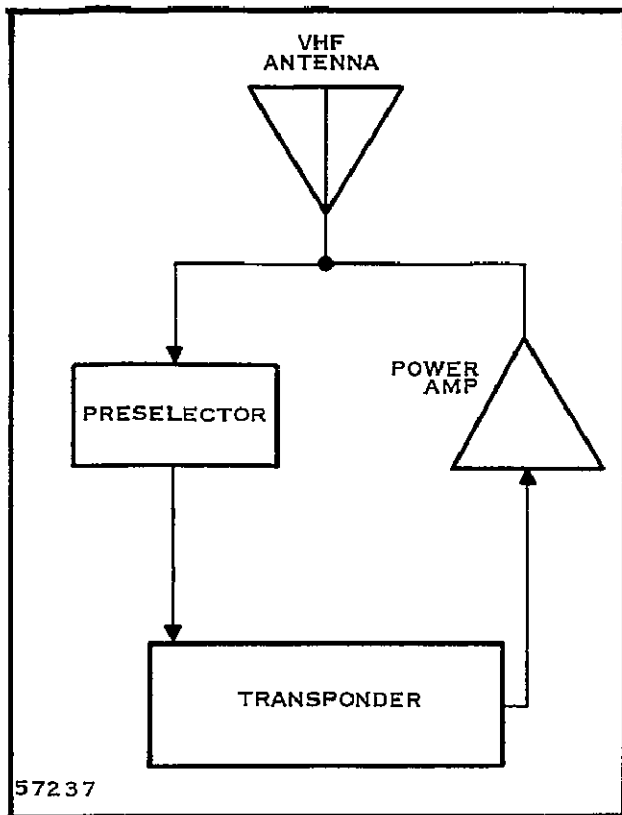 VHF
ANTENNA
PRESELECTOR
POWER
AMP
TRANSPONDER
57237